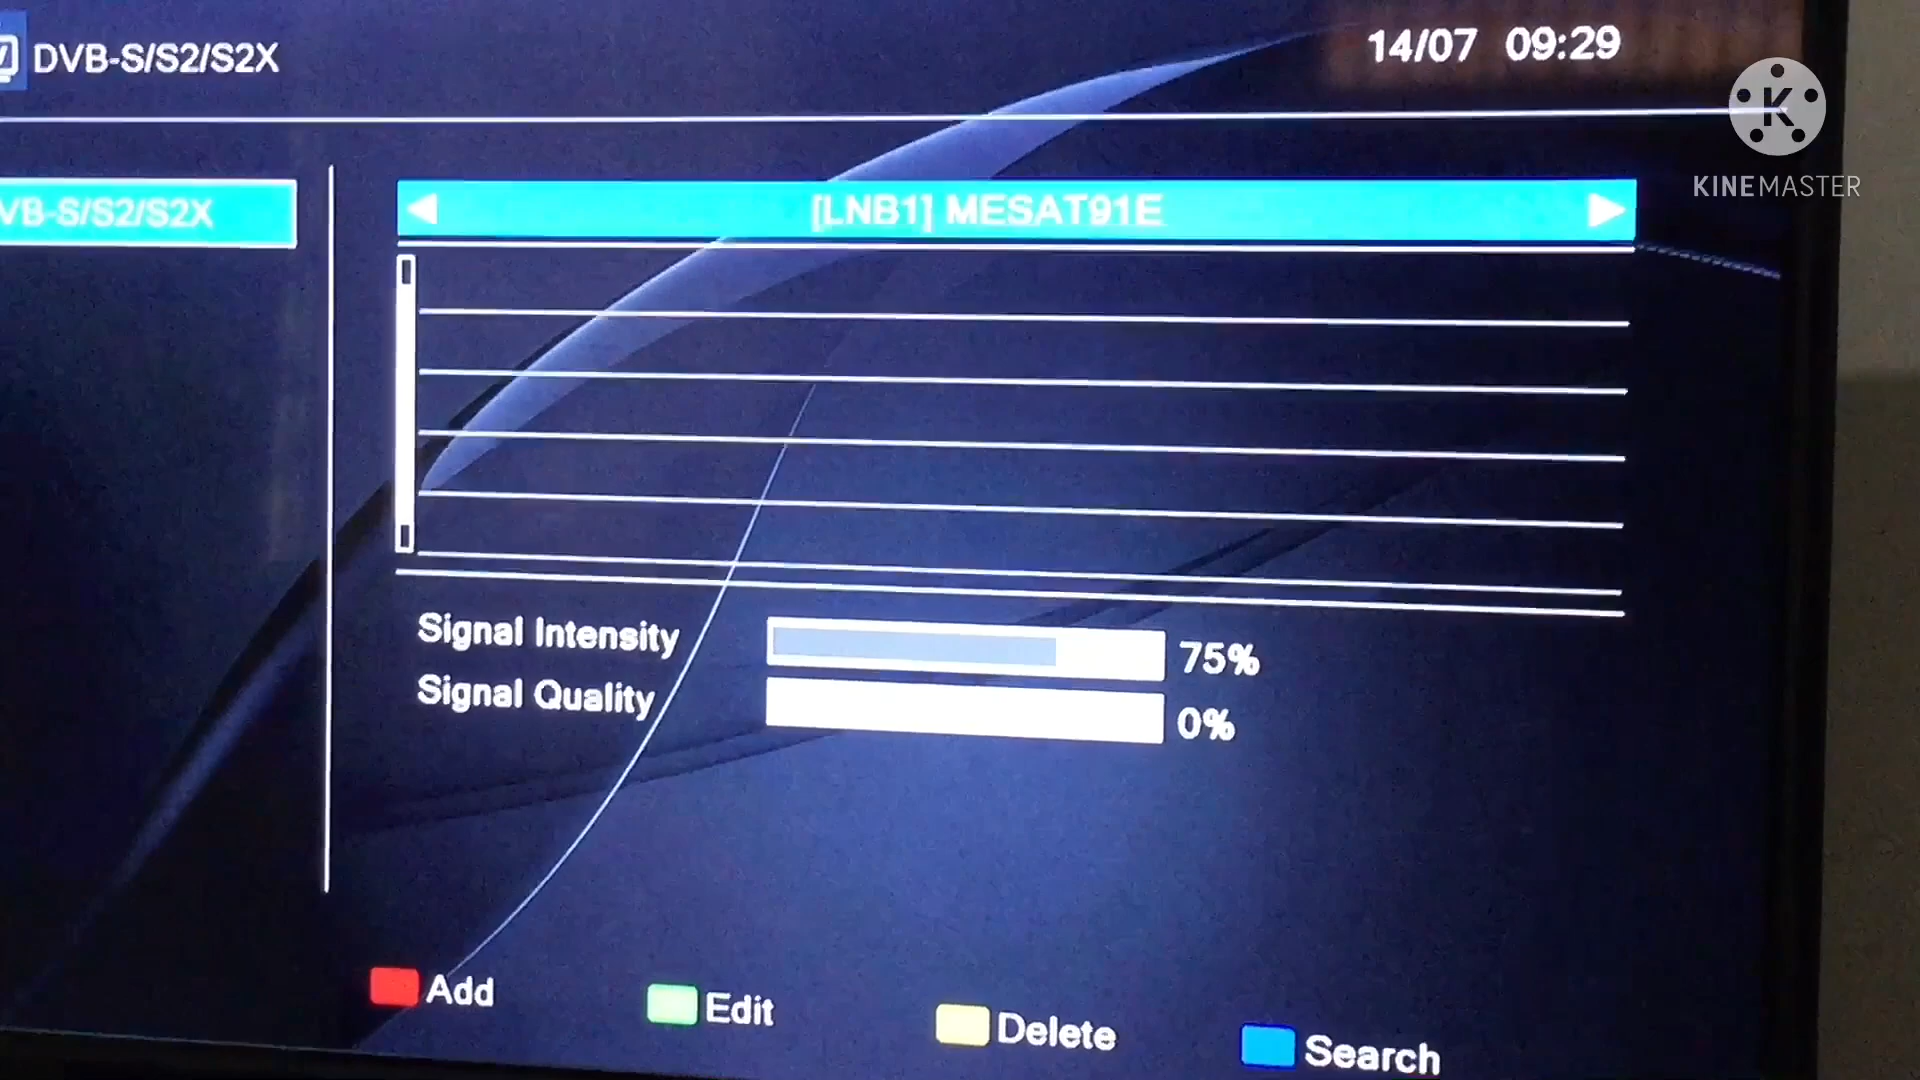 DVB-S/S2/S2X
14/07 09:29
K
KINEMASTER
VB-S/S2/S2X
[LNB1] MESAT91E
Signal Intensity
75%
Signal Quality
0%
Add
Edit
Delete
Search